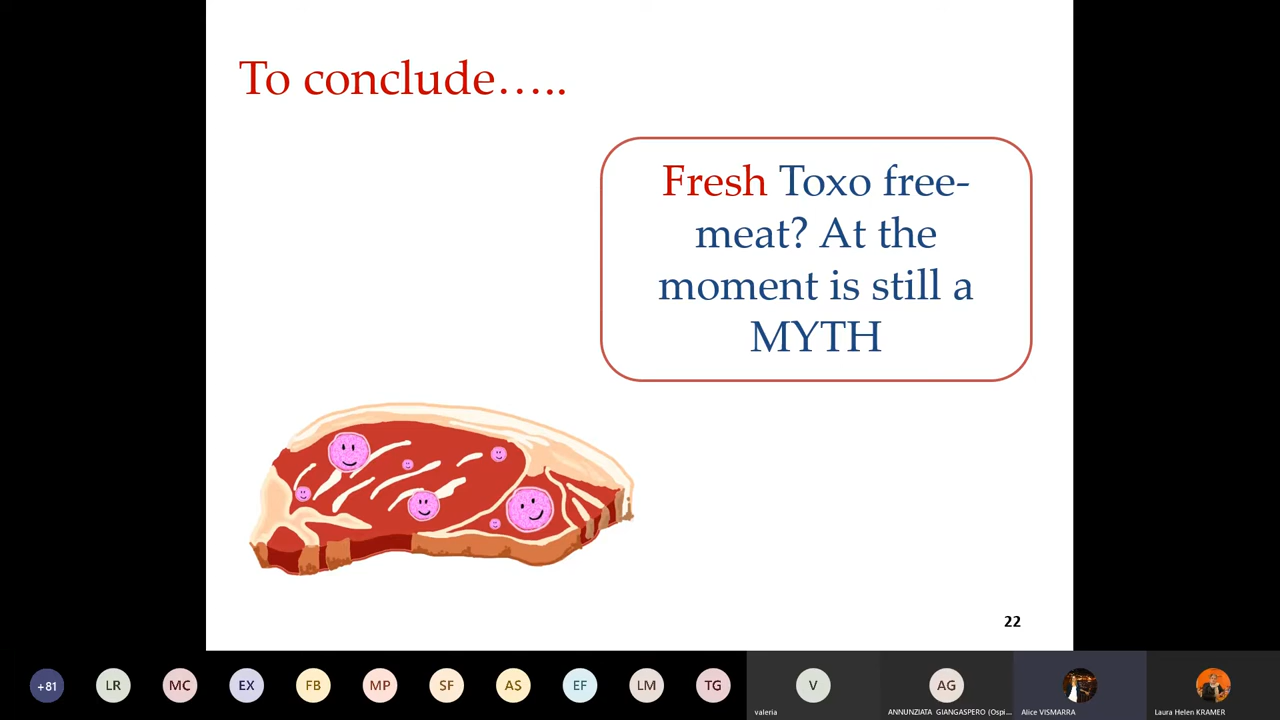 To conclude…..
Fresh Toxo free-
meat? At the
moment is still a
MYTH
22
+81
LR
MC
EX
FB
MP
SF
AS
EF
LM
TG
V
AG
valeria
ANNUNZIATA GIANGASPERO (Ospi...
Alice VISMARRA
Laura Helen KRAMER